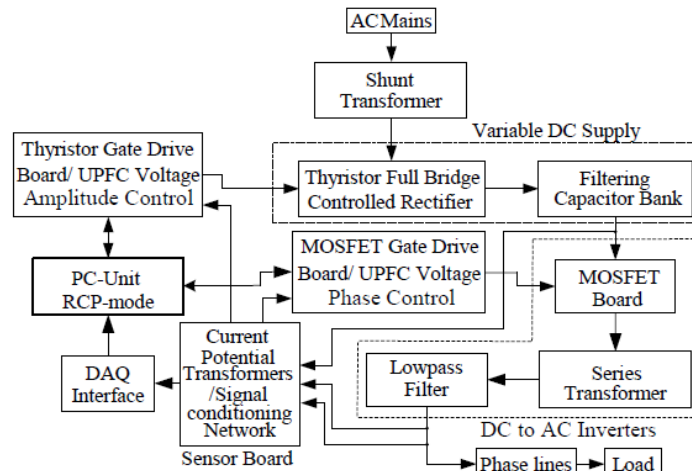 ACMains
Shunt
Transformer
Variable DC Supply
Thyristor Gate Drive
Board/ UPFC Voltage
Amplitude Control
Thyristor Full Bridge
Controlled Rectifier
Filtering
Capacitor Bank
PC-Unit
RCP-mode
MOSFET Gate Drive
Board/ UPFC Voltage
Phase Control
MOSFET
Board
DAQ
Interface
Current
Potential
Transformers
/Signal
conditioning
Network
Sensor Board
Lowpass
Filter
Series
Transformer
DC to AC Inverters
Phase lines
Load